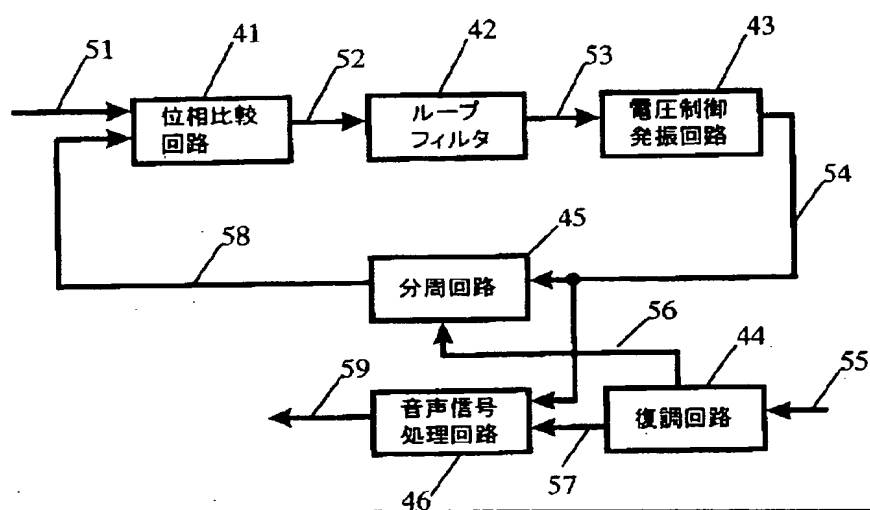 51
41
52
42
53
43
位相比較
回路
ループ
フィルタ
電圧制御
発振回路
54
58
45
分周回路
56
44
55
59
音声信号
処理回路
復調回路
46
57